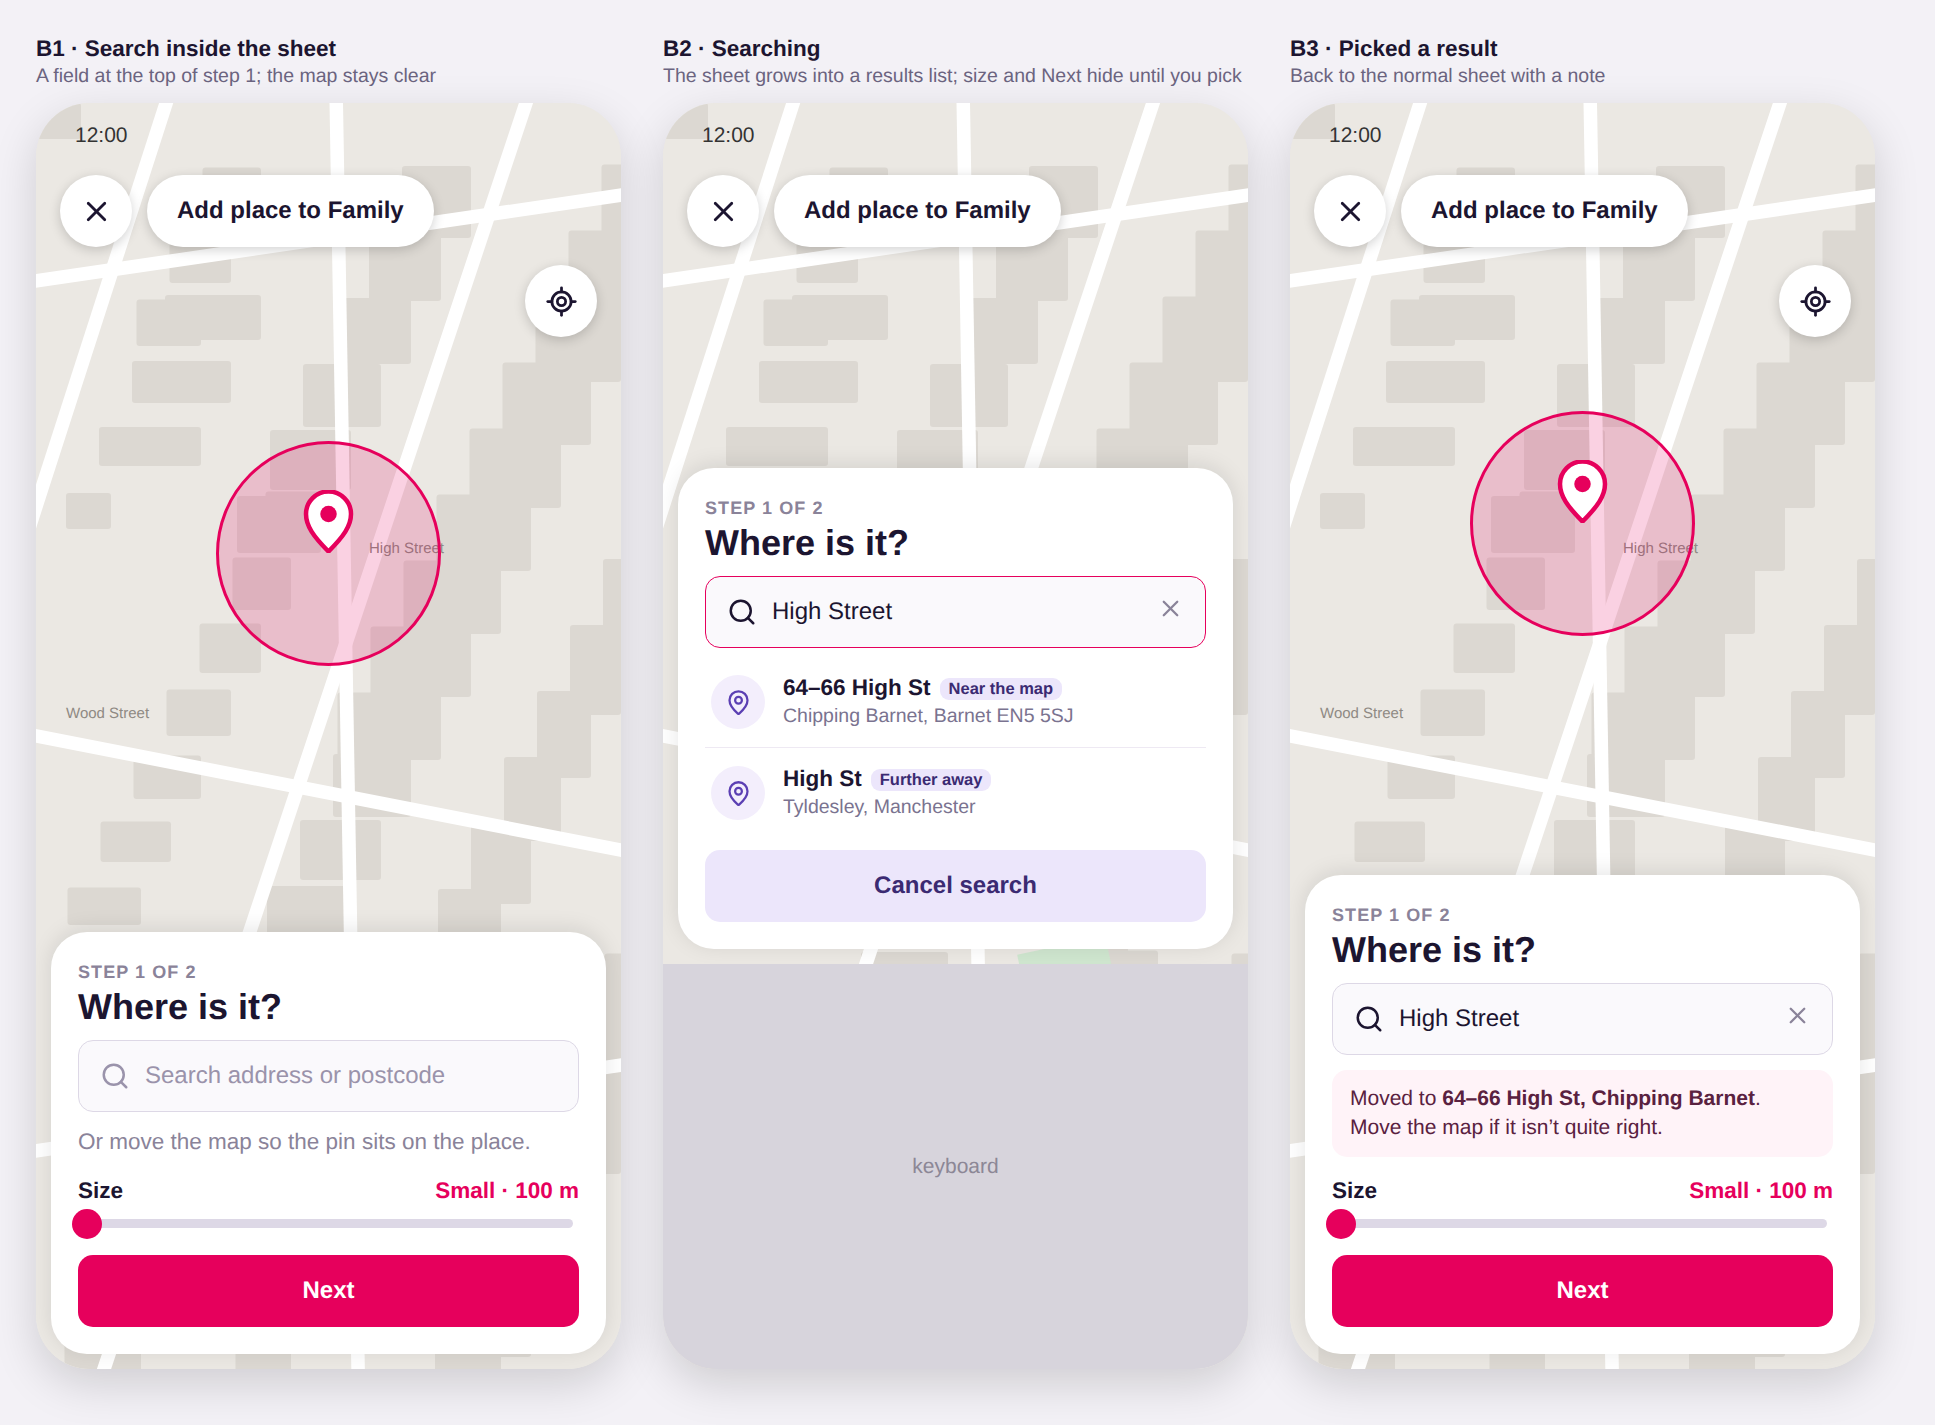 B1 · Search inside the sheet
A field at the top of step 1; the map stays clear
12:00
Add place to Family
High Street
Wood Street
STEP 1 OF 2
Where is it?
Search address or postcode
Or move the map so the pin sits on the place.
Size
Small · 100 m
Next
B2 · Searching
The sheet grows into a results list; size and Next hide until you pick
12:00
Add place to Family
STEP 1 OF 2
Where is it?
High Street
64–66 High St Near the map
Chipping Barnet, Barnet EN5 5SJ
High St Further away
Tyldesley, Manchester
Cancel search
keyboard
B3 · Picked a result
Back to the normal sheet with a note
12:00
Add place to Family
High Street
Wood Street
STEP 1 OF 2
Where is it?
High Street
Moved to 64–66 High St, Chipping Barnet.
Move the map if it isn’t quite right.
Size
Small · 100 m
Next